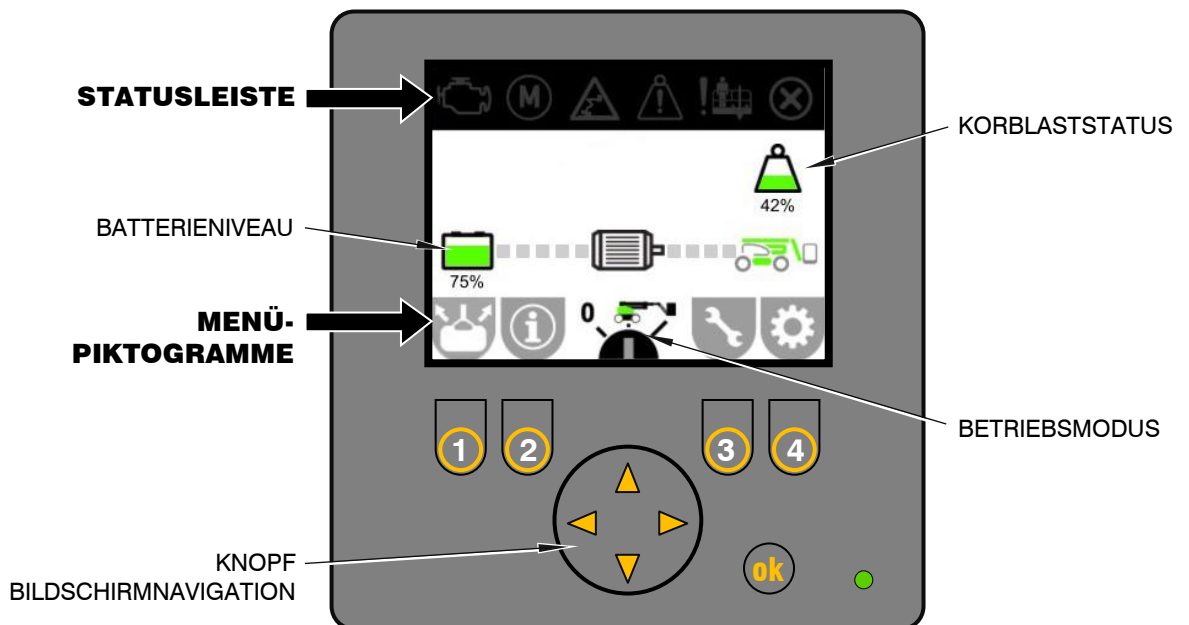 STATUSLEISTE
M
KORBLASTSTATUS
42%
BATTERIENIVEAU
75%
MENÜ-
PIKTOGRAMME
i
0
1
2
3
4
BETRIEBSMODUS
KNOPF
BILDSCHIRMNAVIGATION
ok